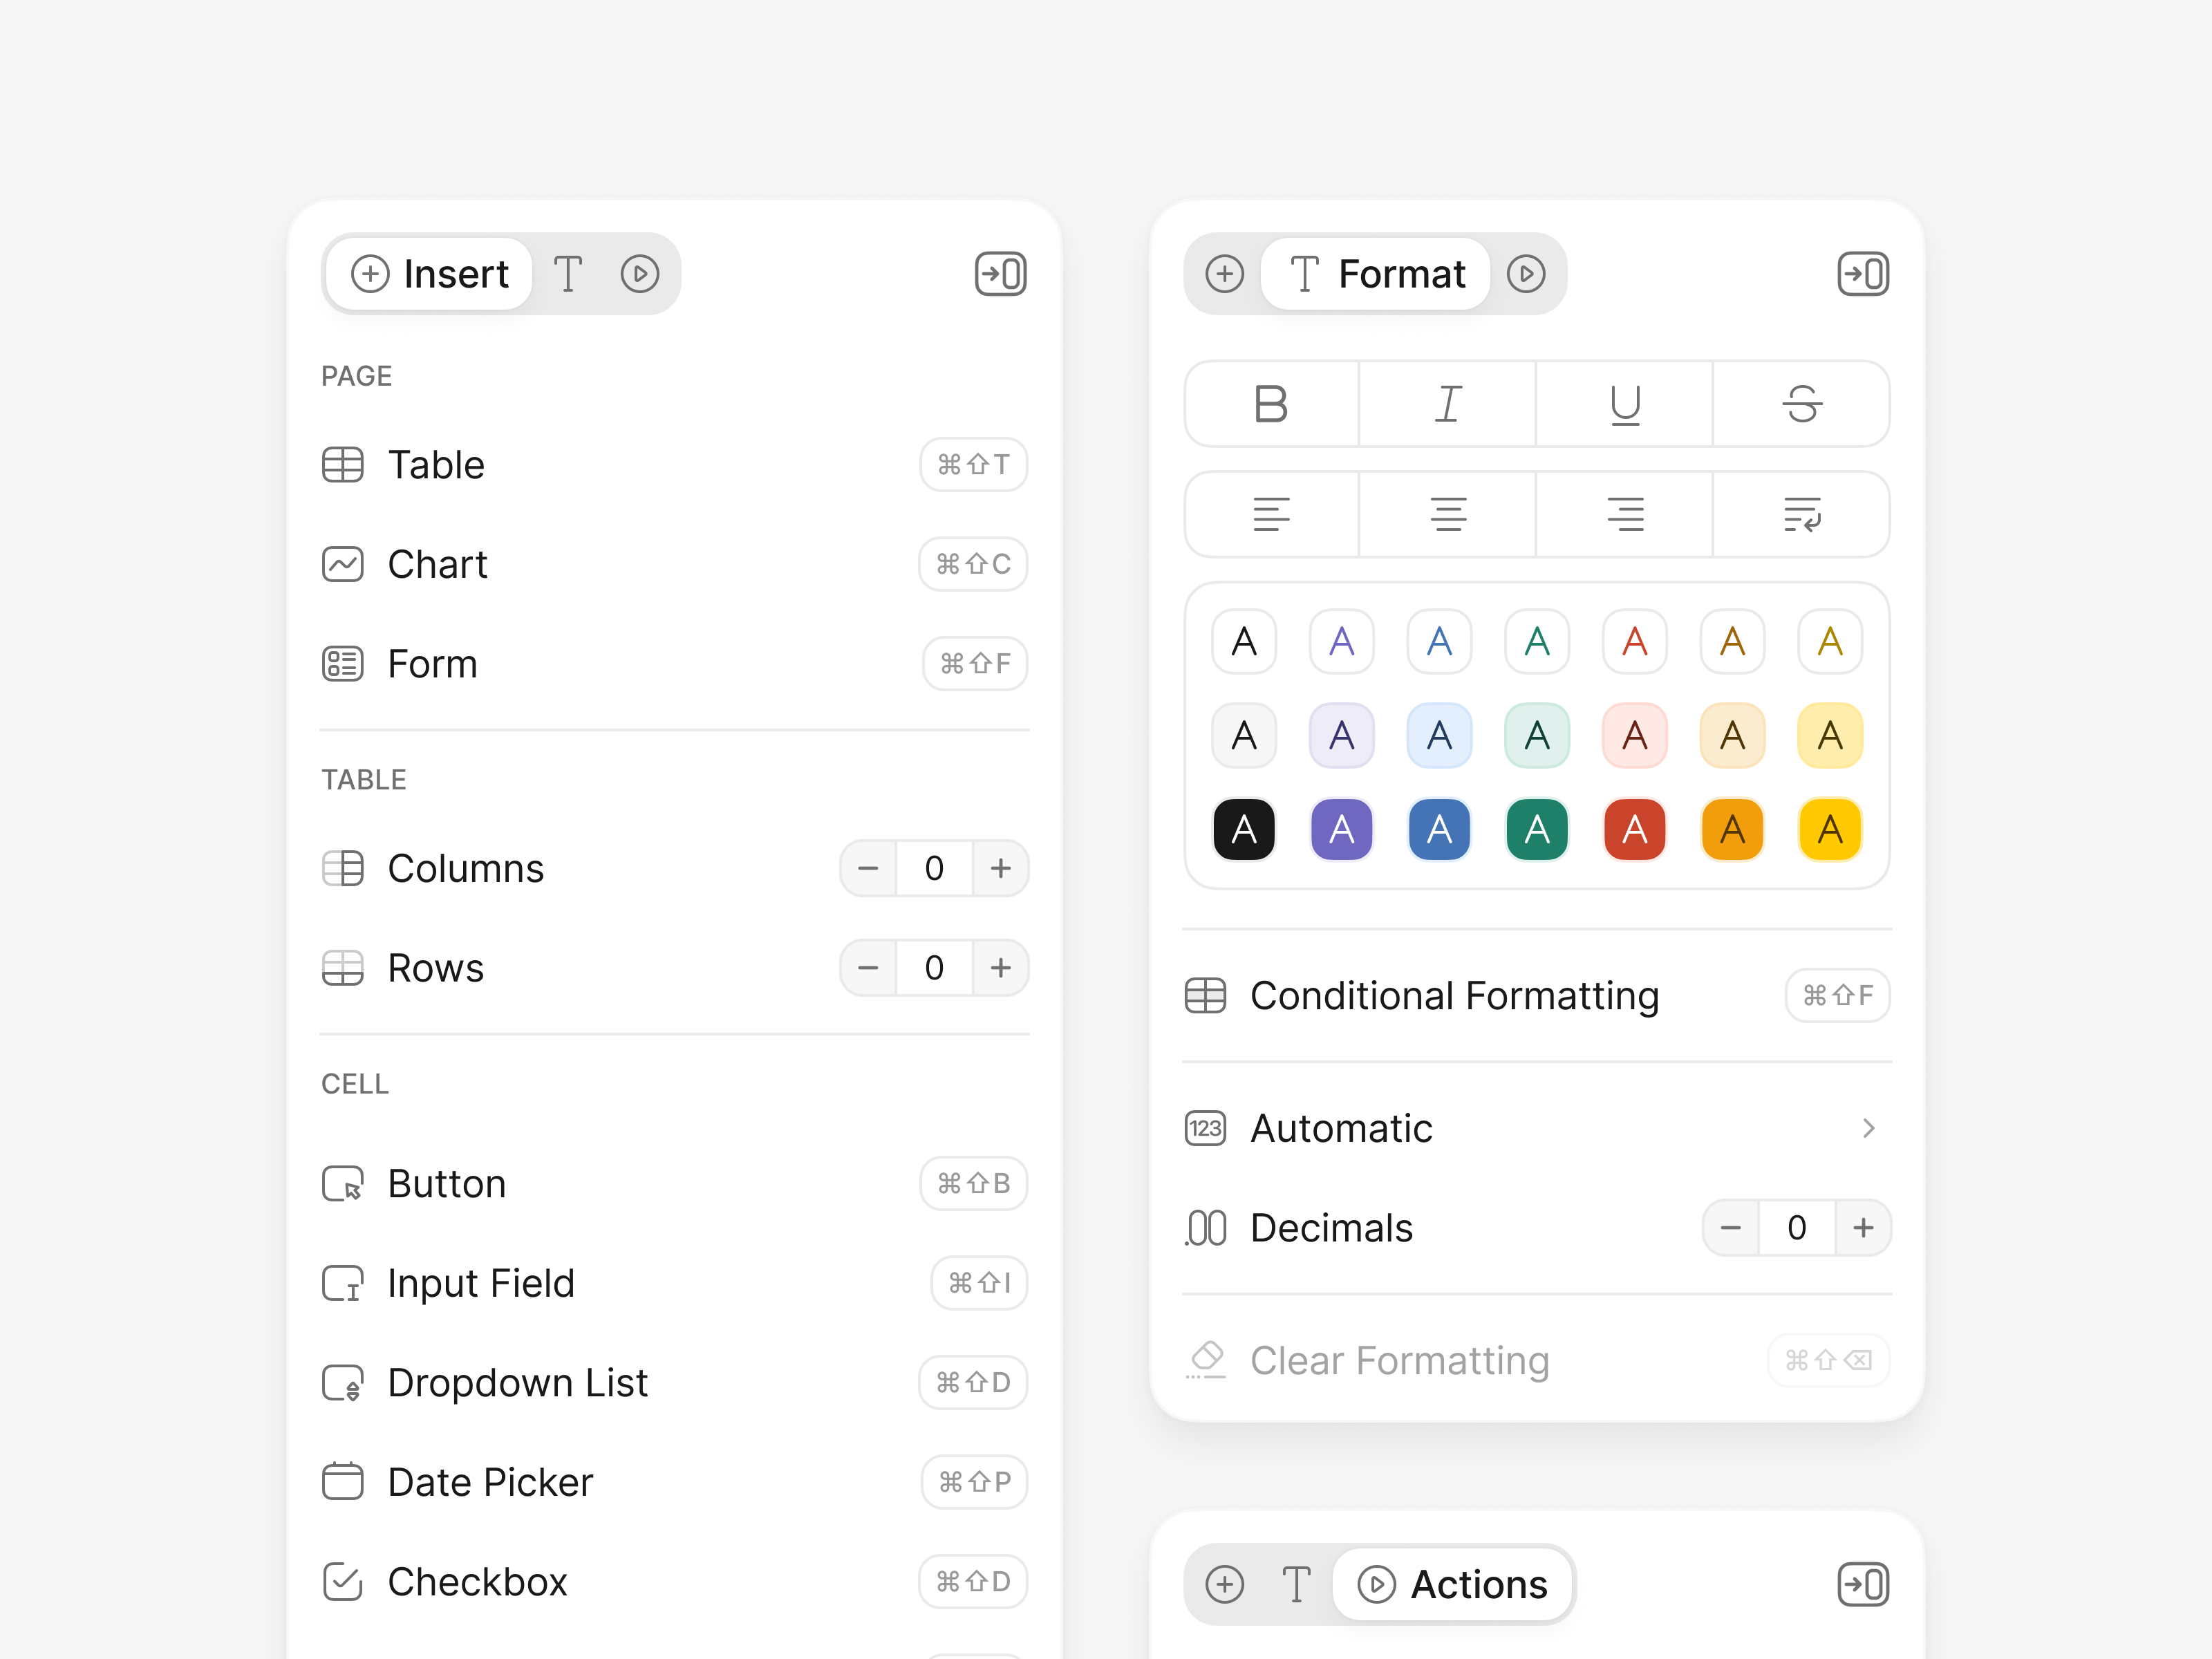 Insert
PAGE
Table ⌘⇧T
Chart ⌘⇧C
Form ⌘⇧F
TABLE
Columns − 0 +
Rows − 0 +
CELL
Button ⌘⇧B
Input Field ⌘⇧I
Dropdown List ⌘⇧D
Date Picker ⌘⇧P
Checkbox ⌘⇧D
T Format
B I U S
A A A A A A A
A A A A A A A
A A A A A A A
Conditional Formatting ⌘⇧F
123 Automatic
.00 Decimals − 0 +
Clear Formatting ⌘⇧⌫
T Actions